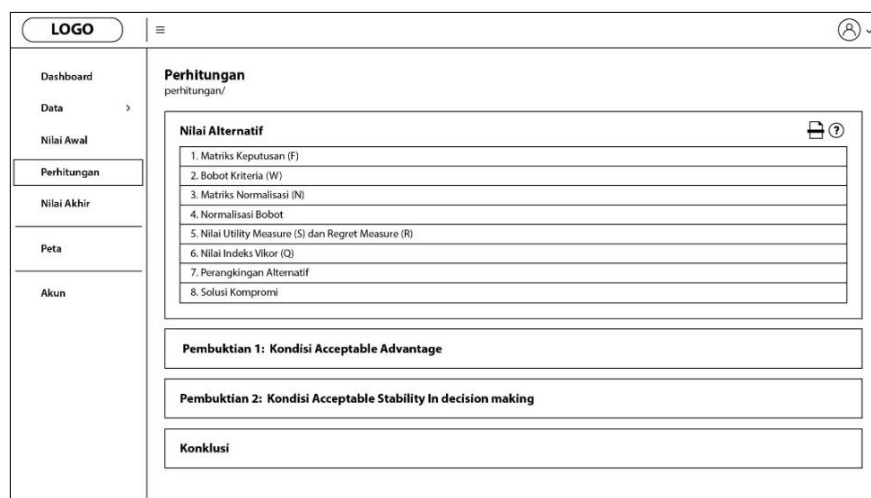 LOGO
Dashboard
Data
Nilai Awal
Perhitungan
Nilai Akhir
Peta
Akun
Perhitungan
perhitungan/
Nilai Alternatif
?
1. Matriks Keputusan (F)
2. Bobot Kriteria (W)
3. Matriks Normalisasi (N)
4. Normalisasi Bobot
5. Nilai Utility Measure (S) dan Regret Measure (R)
6. Nilai Indeks Vikor (Q)
7. Perangkingan Alternatif
8. Solusi Kompromi
Pembuktian 1: Kondisi Acceptable Advantage
Pembuktian 2: Kondisi Acceptable Stability In decision making
Konklusi